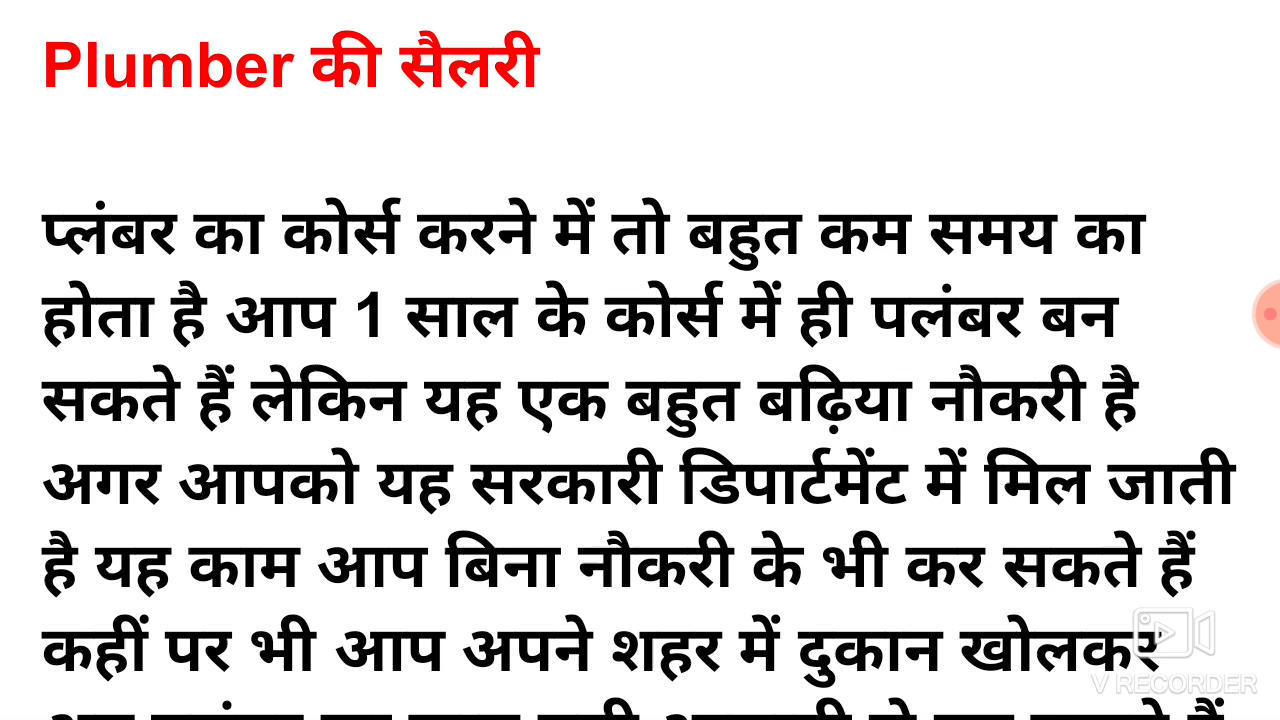 Plumber की सैलरी
प्लंबर का कोर्स करने में तो बहुत कम समय का
होता है आप 1 साल के कोर्स में ही पलंबर बन
सकते हैं लेकिन यह एक बहुत बढ़िया नौकरी है
अगर आपको यह सरकारी डिपार्टमेंट में मिल जाती
है यह काम आप बिना नौकरी के भी कर सकते हैं
कहीं पर भी आप अपने शहर में दुकान खोलकर
V RECORDER